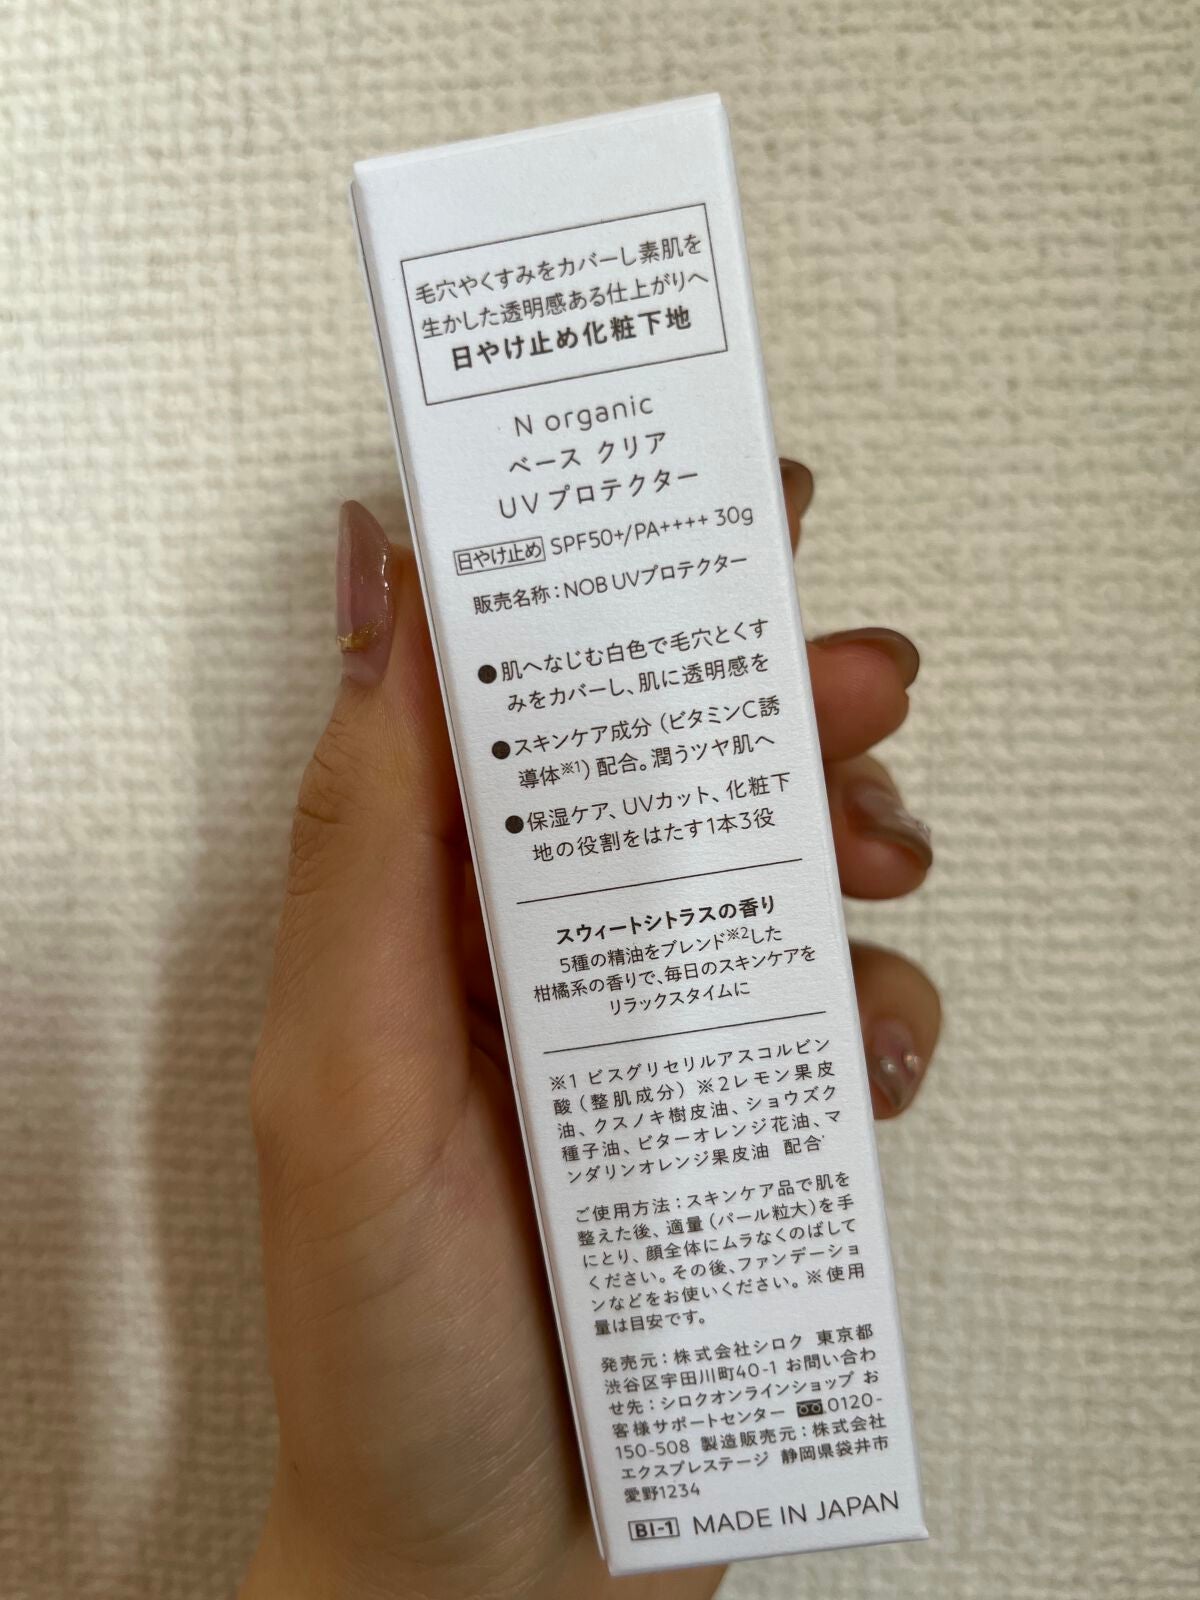 毛穴やくすみをカバーし素肌を
生かした透明感ある仕上がりへ
日やけ止め化粧下地
N organic
ベース クリア
UV プロテクター
日やけ止め SPF50+/PA++++ 30g
販売名称：NOB UVプロテクター
●肌へなじむ白色で毛穴とくす
みをカバーし、肌に透明感を
●スキンケア成分（ビタミンC誘
導体※1）配合。潤うツヤ肌へ
●保湿ケア、UVカット、化粧下
地の役割をはたす1本3役
スウィートシトラスの香り
5種の精油をブレンド※2した
柑橘系の香りで、毎日のスキンケアを
リラックスタイムに
※1 ビスグリセリルアスコルビン
酸（整肌成分）※2レモン果皮
油、クスノキ樹皮油、ショウズク
種子油、ビターオレンジ花油、マ
ンダリンオレンジ果皮油 配合
ご使用方法：スキンケア品で肌を
整えた後、適量（パール粒大）を手
にとり、顔全体にムラなくのばして
ください。その後、ファンデーショ
ンなどをお使いください。※使用
量は目安です。
発売元：株式会社シロク 東京都
渋谷区宇田川町40-1 お問い合わ
せ先：シロクオンラインショップ お
客様サポートセンター 0120-
150-508 製造販売元：株式会社
エクスプレステージ 静岡県袋井市
愛野1234
BI-1 MADE IN JAPAN